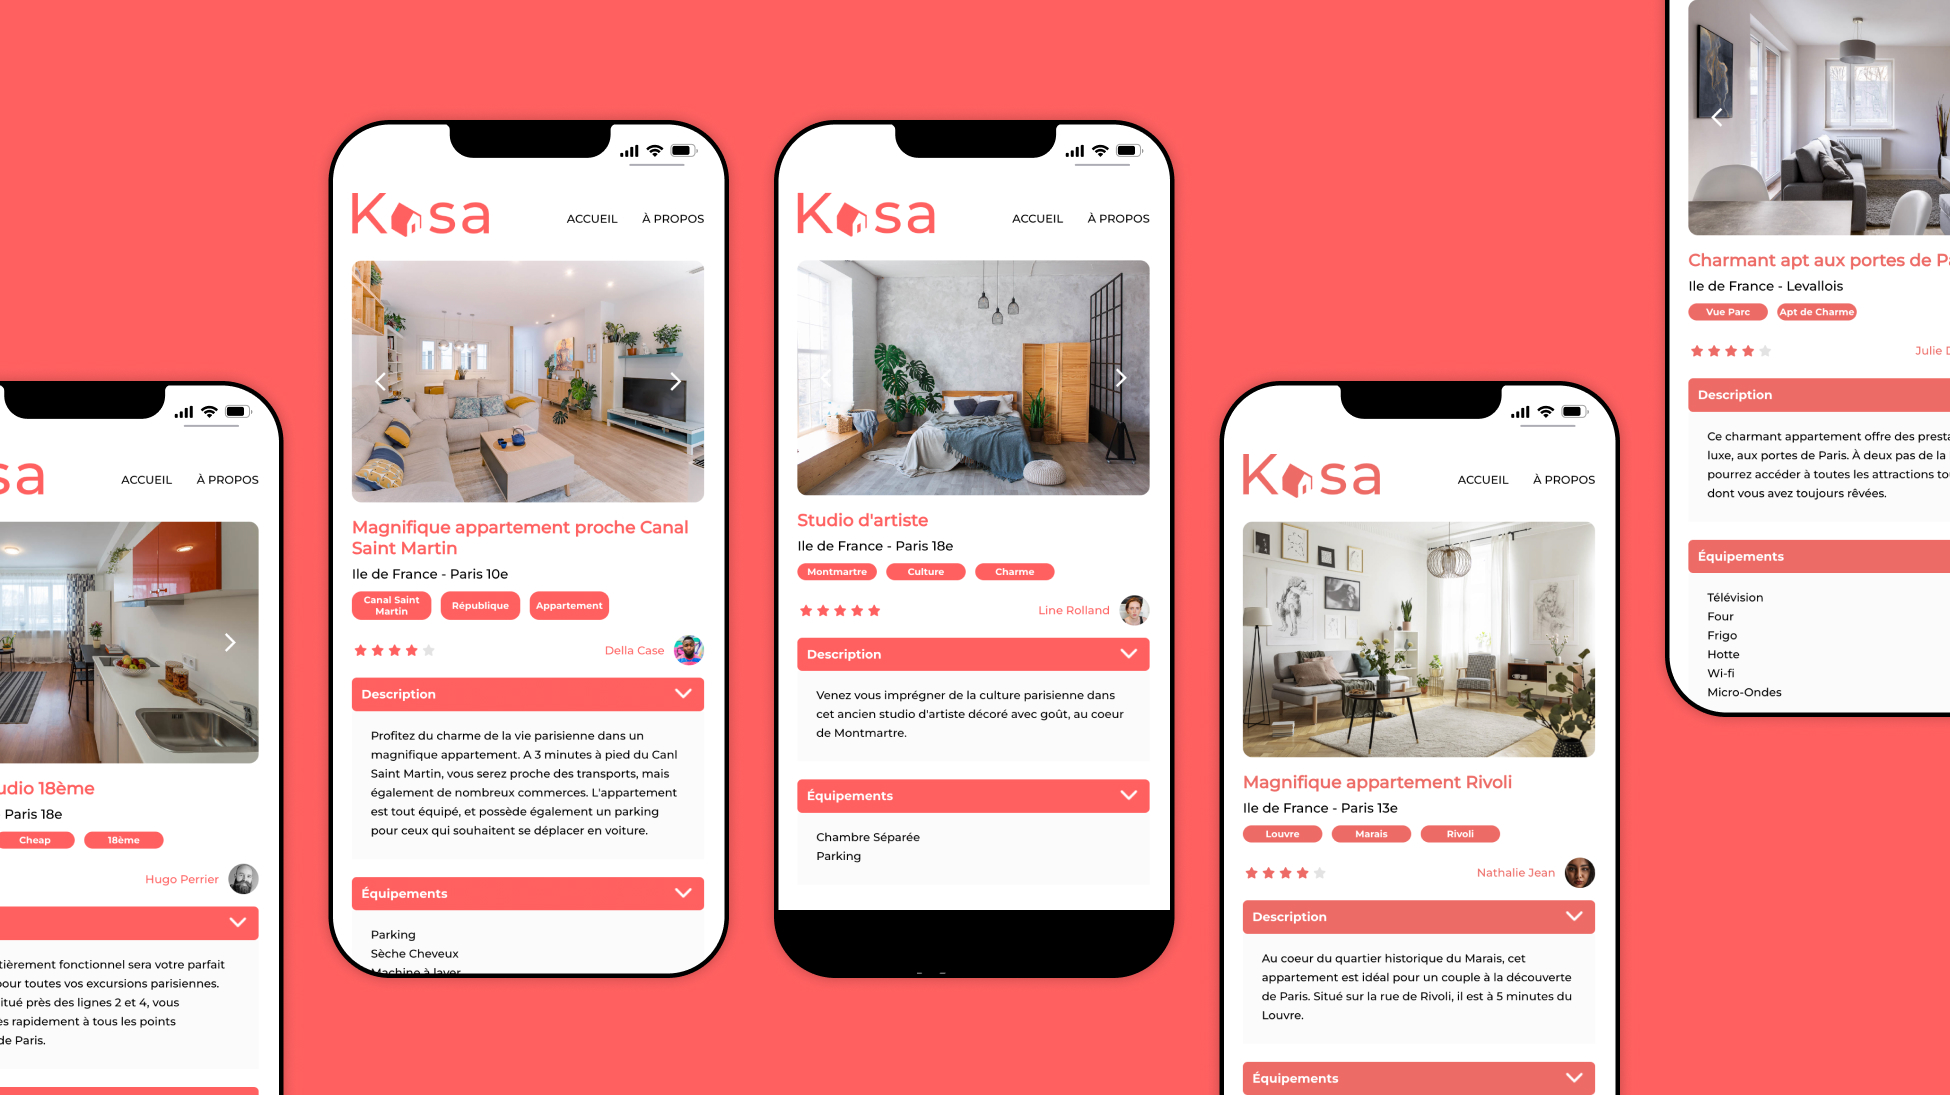 sa
ACCUEIL À PROPOS
udio 18ème
Paris 18e
Cheap 18ème
Hugo Perrier
tièrement fonctionnel sera votre parfait
our toutes vos excursions parisiennes.
itué près des lignes 2 et 4, vous
es rapidement à tous les points
de Paris.
Kasa
ACCUEIL À PROPOS
Magnifique appartement proche Canal
Saint Martin
Ile de France - Paris 10e
Canal Saint
Martin
République
Appartement
Della Case
Description
Profitez du charme de la vie parisienne dans un
magnifique appartement. A 3 minutes à pied du Canl
Saint Martin, vous serez proche des transports, mais
également de nombreux commerces. L'appartement
est tout équipé, et possède également un parking
pour ceux qui souhaitent se déplacer en voiture.
Équipements
Parking
Sèche Cheveux
Machine à laver
Kasa
ACCUEIL À PROPOS
Studio d'artiste
Ile de France - Paris 18e
Montmartre Culture Charme
Line Rolland
Description
Venez vous imprégner de la culture parisienne dans
cet ancien studio d'artiste décoré avec goût, au coeur
de Montmartre.
Équipements
Chambre Séparée
Parking
Kasa
ACCUEIL À PROPOS
Magnifique appartement Rivoli
Ile de France - Paris 13e
Louvre Marais Rivoli
Nathalie Jean
Description
Au coeur du quartier historique du Marais, cet
appartement est idéal pour un couple à la découverte
de Paris. Situé sur la rue de Rivoli, il est à 5 minutes du
Louvre.
Équipements
Charmant apt aux portes de Pa
Ile de France - Levallois
Vue Parc Apt de Charme
Julie D
Description
Ce charmant appartement offre des presta
luxe, aux portes de Paris. À deux pas de la
pourrez accéder à toutes les attractions tou
dont vous avez toujours rêvées.
Équipements
Télévision
Four
Frigo
Hotte
Wi-fi
Micro-Ondes